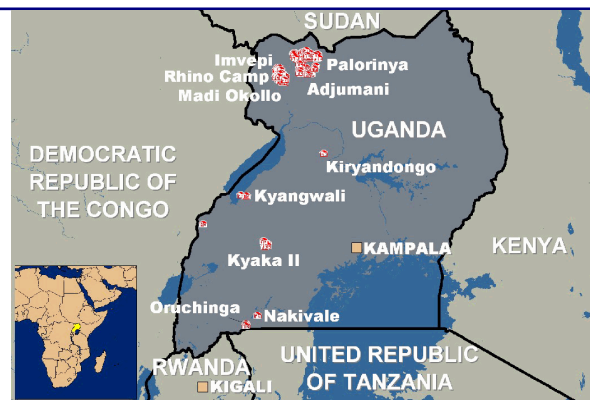 SUDAN
Imvepi
Rhino Camp
Madi Okollo
Palorinya
Adjumani
UGANDA
Kiryandongo
DEMOCRATIC
REPUBLIC OF
THE CONGO
Kyangwali
KAMPALA
KENYA
Kyaka II
Oruchinga
Nakivale
RWANDA
KIGALI
UNITED REPUBLIC
OF TANZANIA